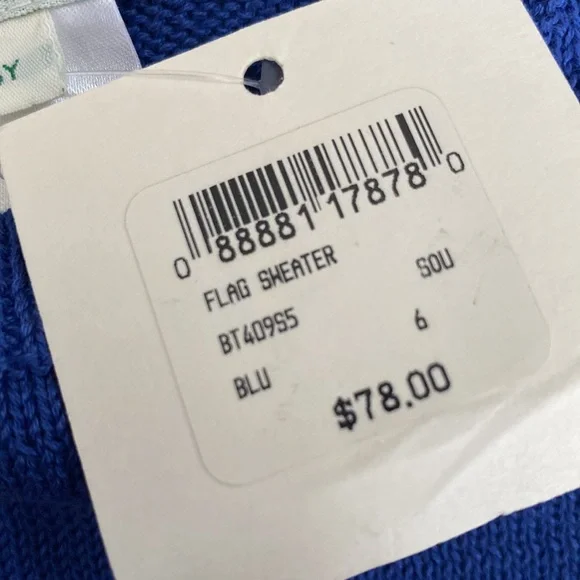 Y
0 88881 17878 0
FLAG SWEATER SOU
BT409S5 6
BLU
$78.00